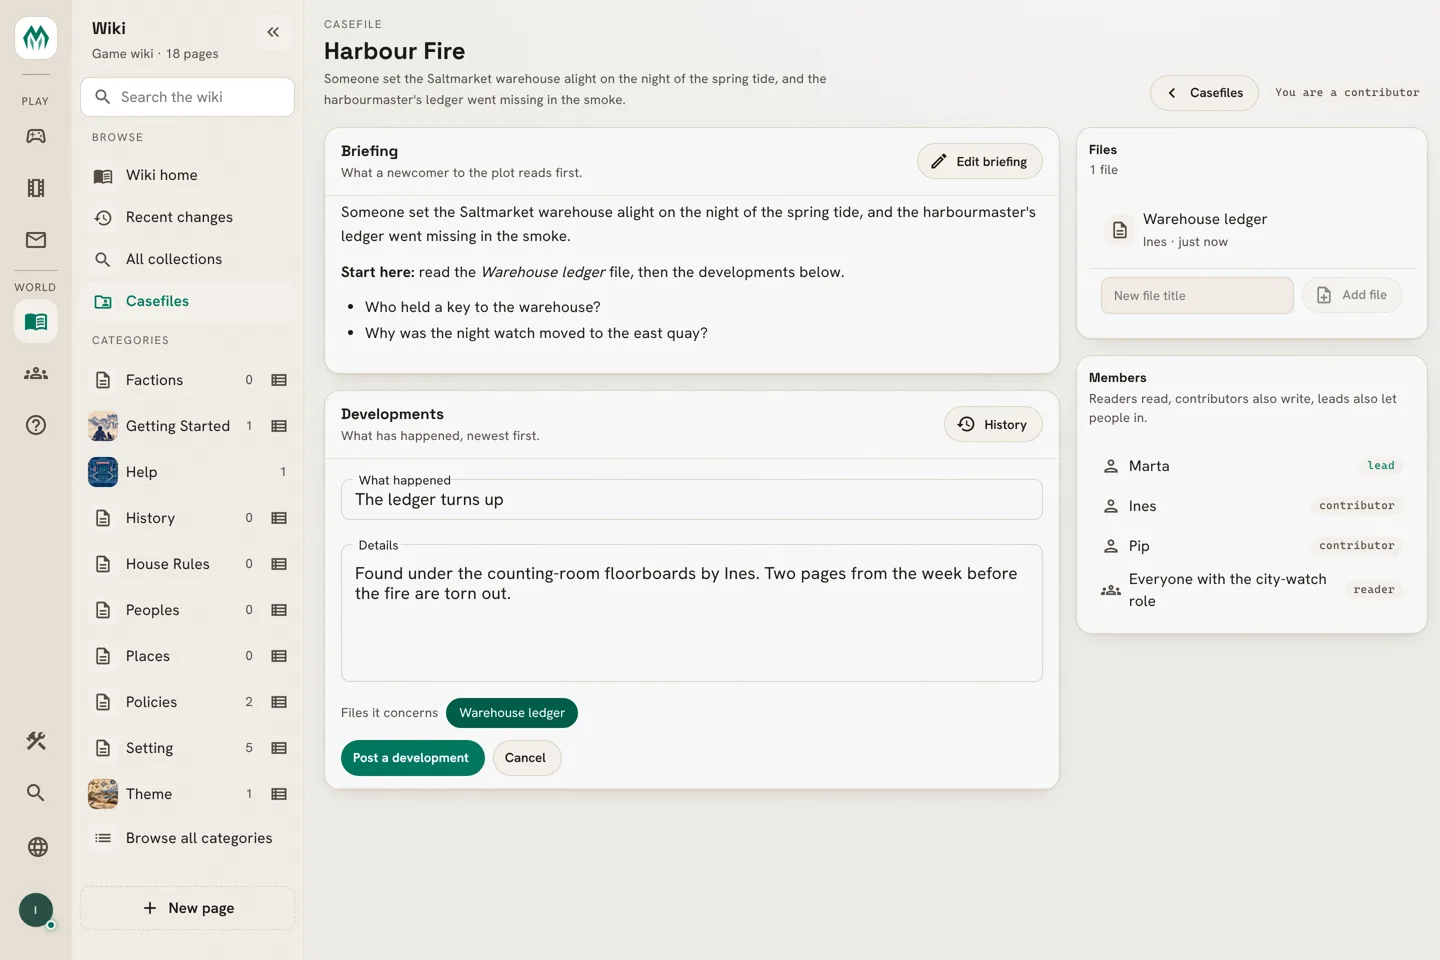 PLAY
WORLD
I
Wiki
Game wiki · 18 pages
Search the wiki
BROWSE
Wiki home
Recent changes
All collections
Casefiles
CATEGORIES
Factions 0
Getting Started 1
Help 1
History 0
House Rules 0
Peoples 0
Places 0
Policies 2
Setting 5
Theme 1
Browse all categories
New page
CASEFILE
Harbour Fire
Someone set the Saltmarket warehouse alight on the night of the spring tide, and the
harbourmaster's ledger went missing in the smoke.
Casefiles
You are a contributor
Briefing
What a newcomer to the plot reads first.
Edit briefing
Someone set the Saltmarket warehouse alight on the night of the spring tide, and the harbourmaster's
ledger went missing in the smoke.
Start here: read the Warehouse ledger file, then the developments below.
• Who held a key to the warehouse?
• Why was the night watch moved to the east quay?
Developments
What has happened, newest first.
History
What happened
The ledger turns up
Details
Found under the counting-room floorboards by Ines. Two pages from the week before
the fire are torn out.
Files it concerns
Warehouse ledger
Post a development
Cancel
Files
1 file
Warehouse ledger
Ines · just now
New file title
Add file
Members
Readers read, contributors also write, leads also let
people in.
Marta lead
Ines contributor
Pip contributor
Everyone with the city-watch
role
reader